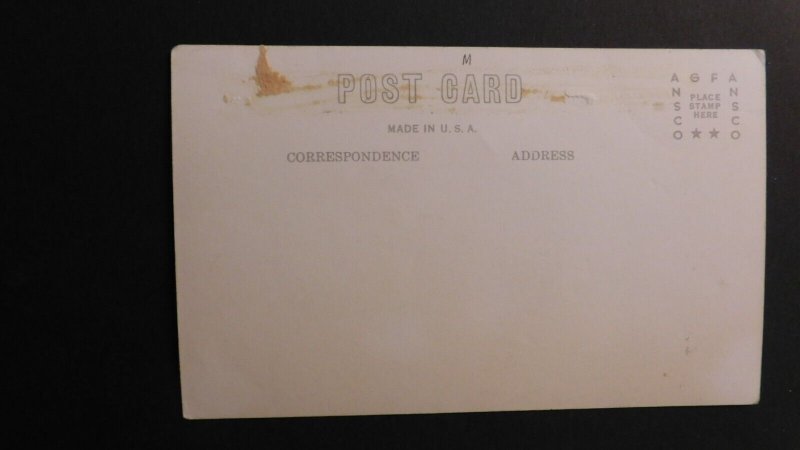 M
POST CARD
MADE IN U. S. A.
CORRESPONDENCE
ADDRESS
AGFA
ANSCO
ANSCO
PLACE
STAMP
HERE